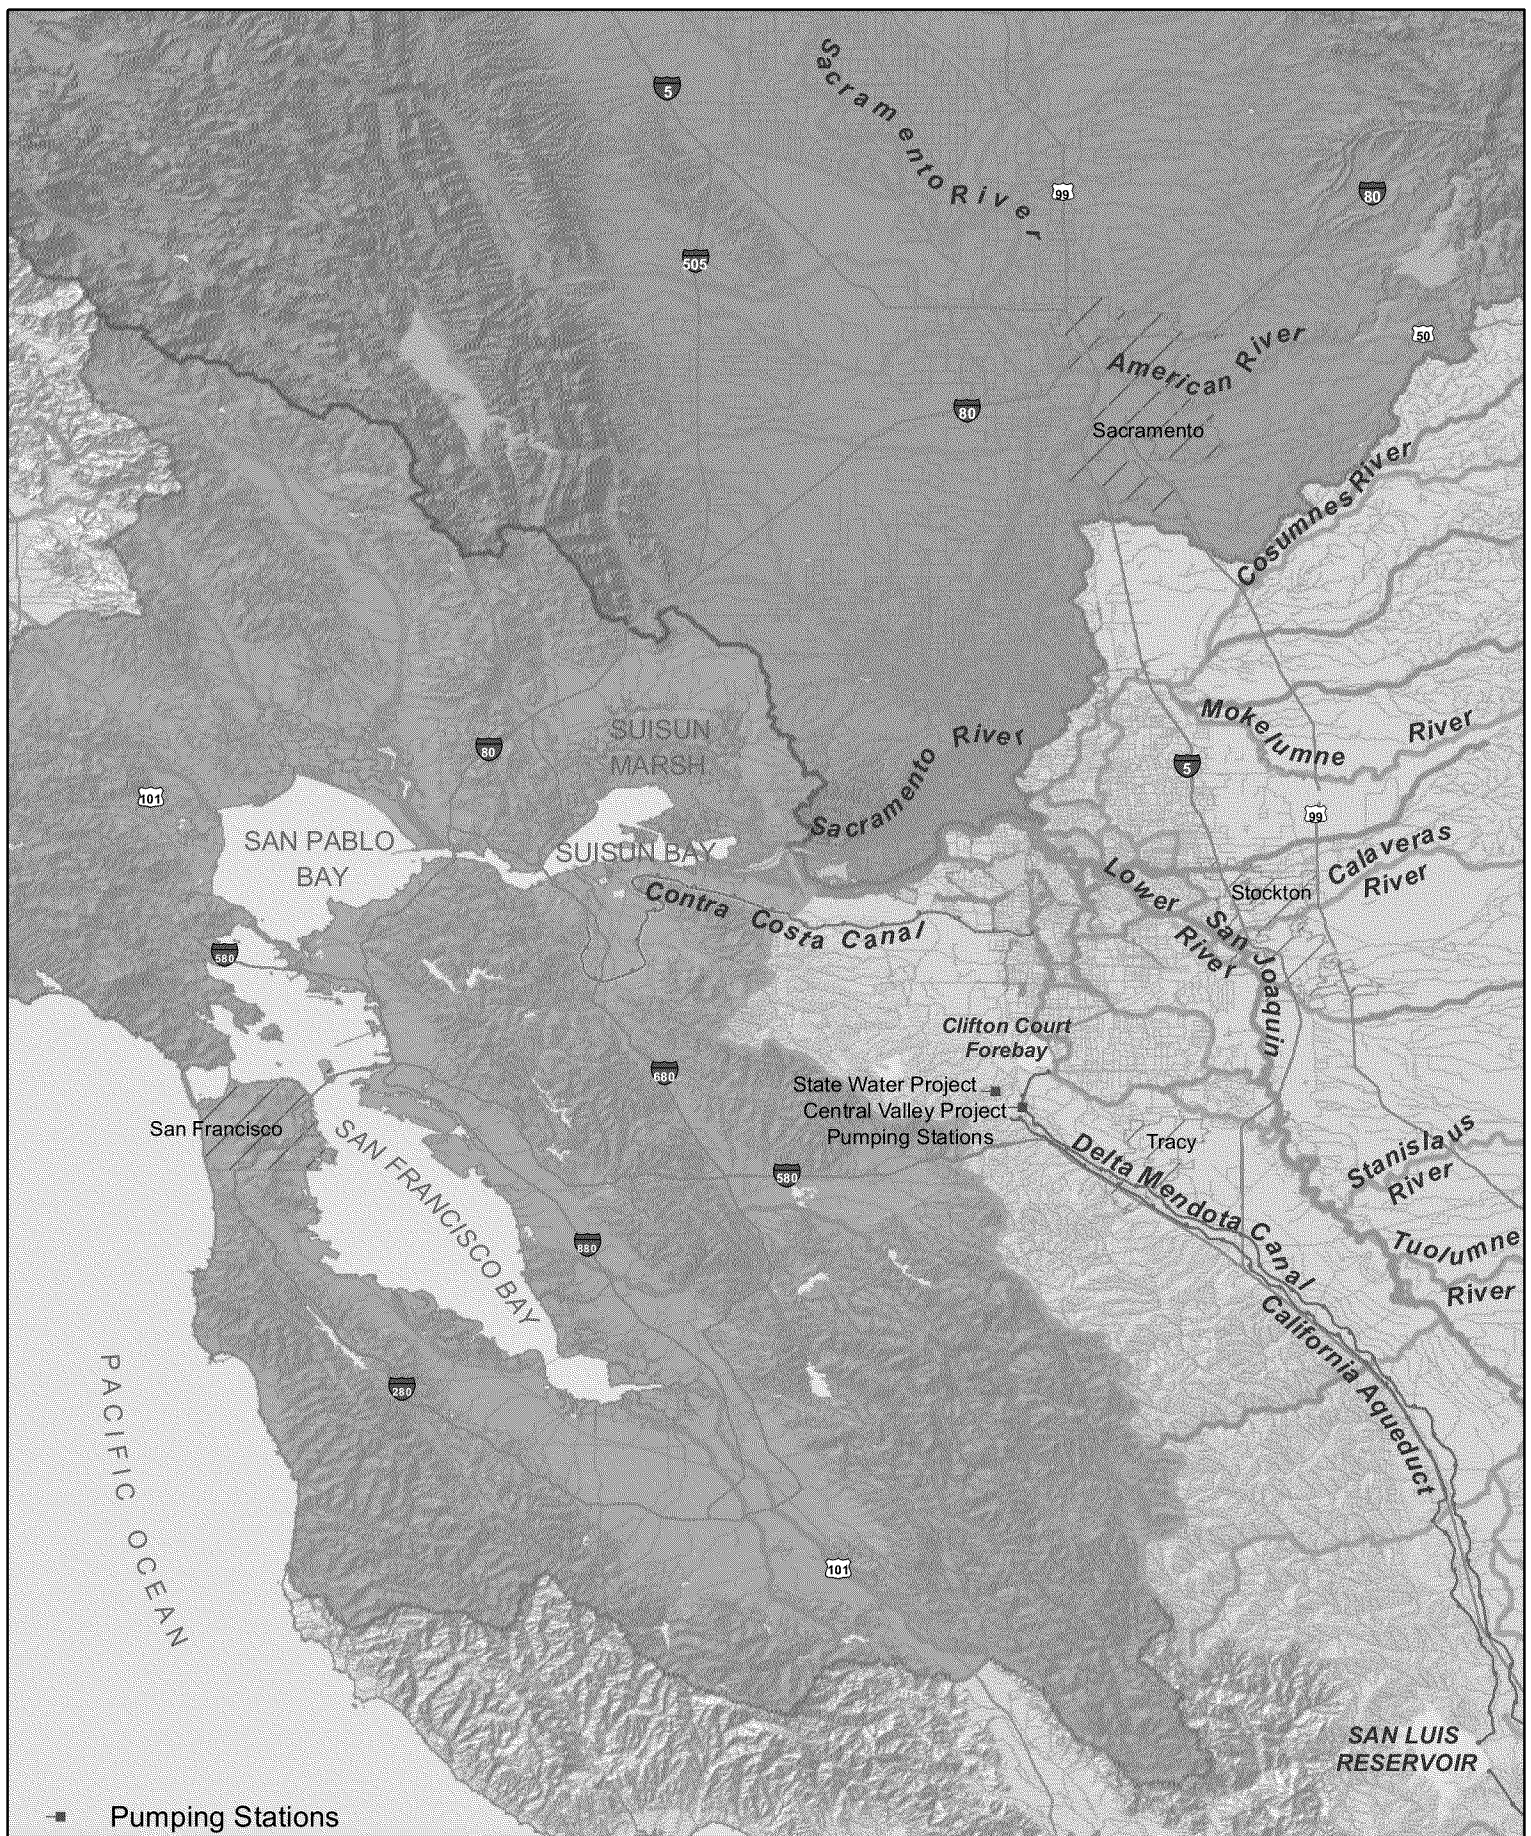 5
Sacramento River
99
80
505
50
American River
80
Sacramento
Cosumnes River
SUISUN
MARSH
80
Sacramento River
Mokelumne River
5
101
99
SAN PABLO
BAY
SUISUN BAY
Calaveras
River
Lower San Joaquin
River
Stockton
Contra Costa Canal
580
Clifton Court
Forebay
680
State Water Project
Central Valley Project
Pumping Stations
San Francisco
SAN FRANCISCO BAY
Tracy
Delta Mendota Canal
Stanislaus
River
580
880
Tuolumne
River
California Aqueduct
280
PACIFIC OCEAN
101
SAN LUIS
RESERVOIR
Pumping Stations